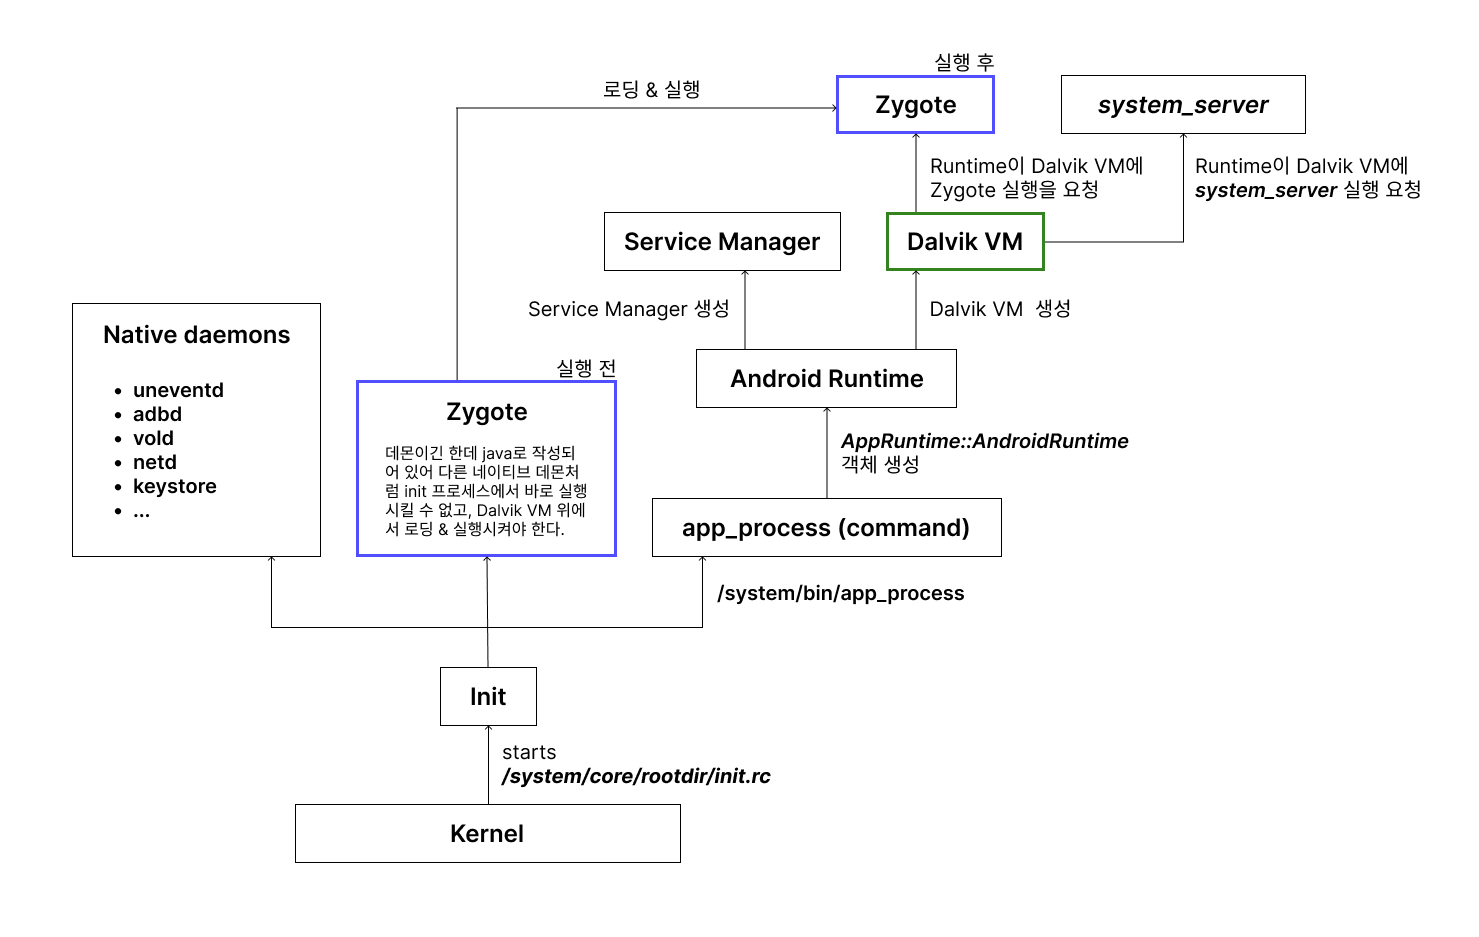 실행 후
로딩 & 실행
Zygote
system_server
Runtime이 Dalvik VM에
Zygote 실행을 요청
Runtime이 Dalvik VM에
system_server 실행 요청
Service Manager
Dalvik VM
Service Manager 생성
Dalvik VM  생성
Native daemons
• uneventd
• adbd
• vold
• netd
• keystore
• ...
실행 전
Zygote
데몬이긴 한데 java로 작성되
어 있어 다른 네이티브 데몬처
럼 init 프로세스에서 바로 실행
시킬 수 없고, Dalvik VM 위에
서 로딩 & 실행시켜야 한다.
Android Runtime
AppRuntime::AndroidRuntime
객체 생성
app_process (command)
/system/bin/app_process
Init
starts
/system/core/rootdir/init.rc
Kernel